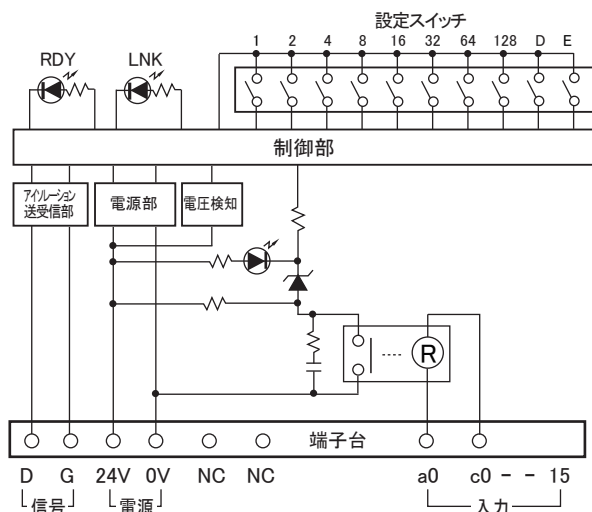 設定スイッチ
RDY LNK 1 2 4 8 16 32 64 128 D E
制御部
アイソレーション
送受信部
電源部
電圧検知
R
端子台
D G 24V 0V NC NC a0 c0 - - 15
信号 電源 入力